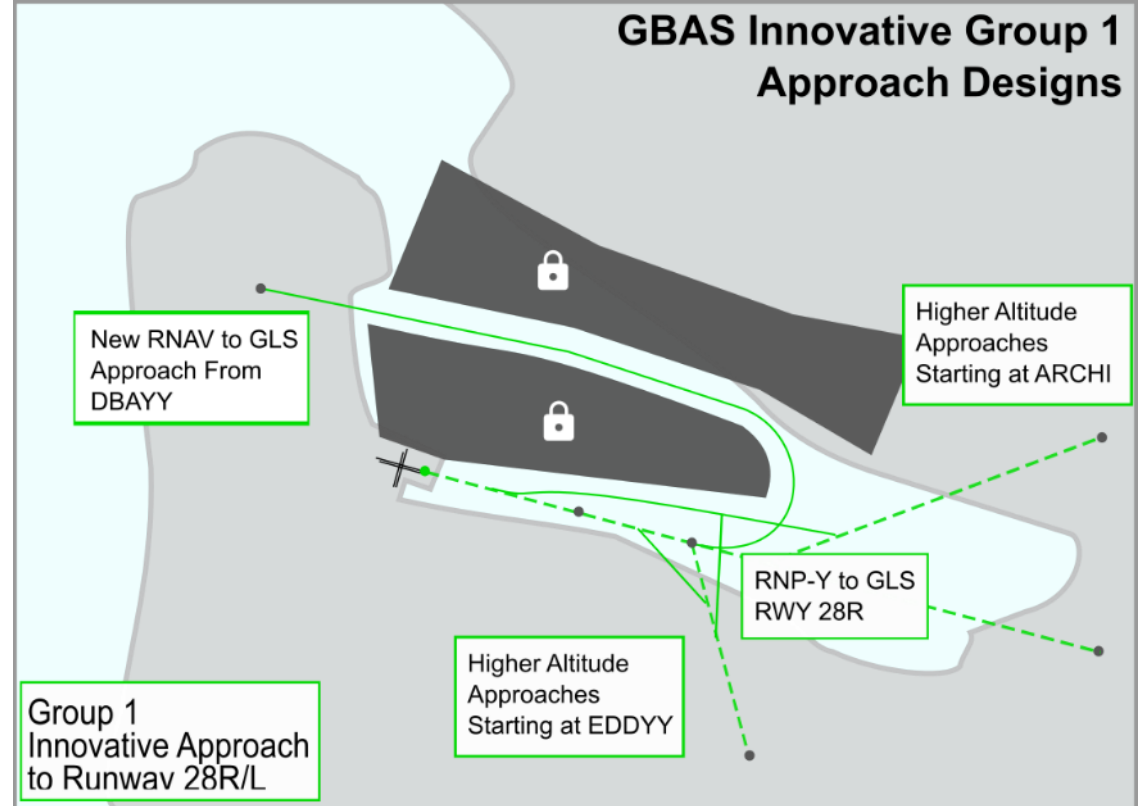 GBAS Innovative Group 1
Approach Designs
New RNAV to GLS
Approach From
DBAYY
Higher Altitude
Approaches
Starting at ARCHI
RNP-Y to GLS
RWY 28R
Higher Altitude
Approaches
Starting at EDDYY
Group 1
Innovative Approach
to Runway 28R/L